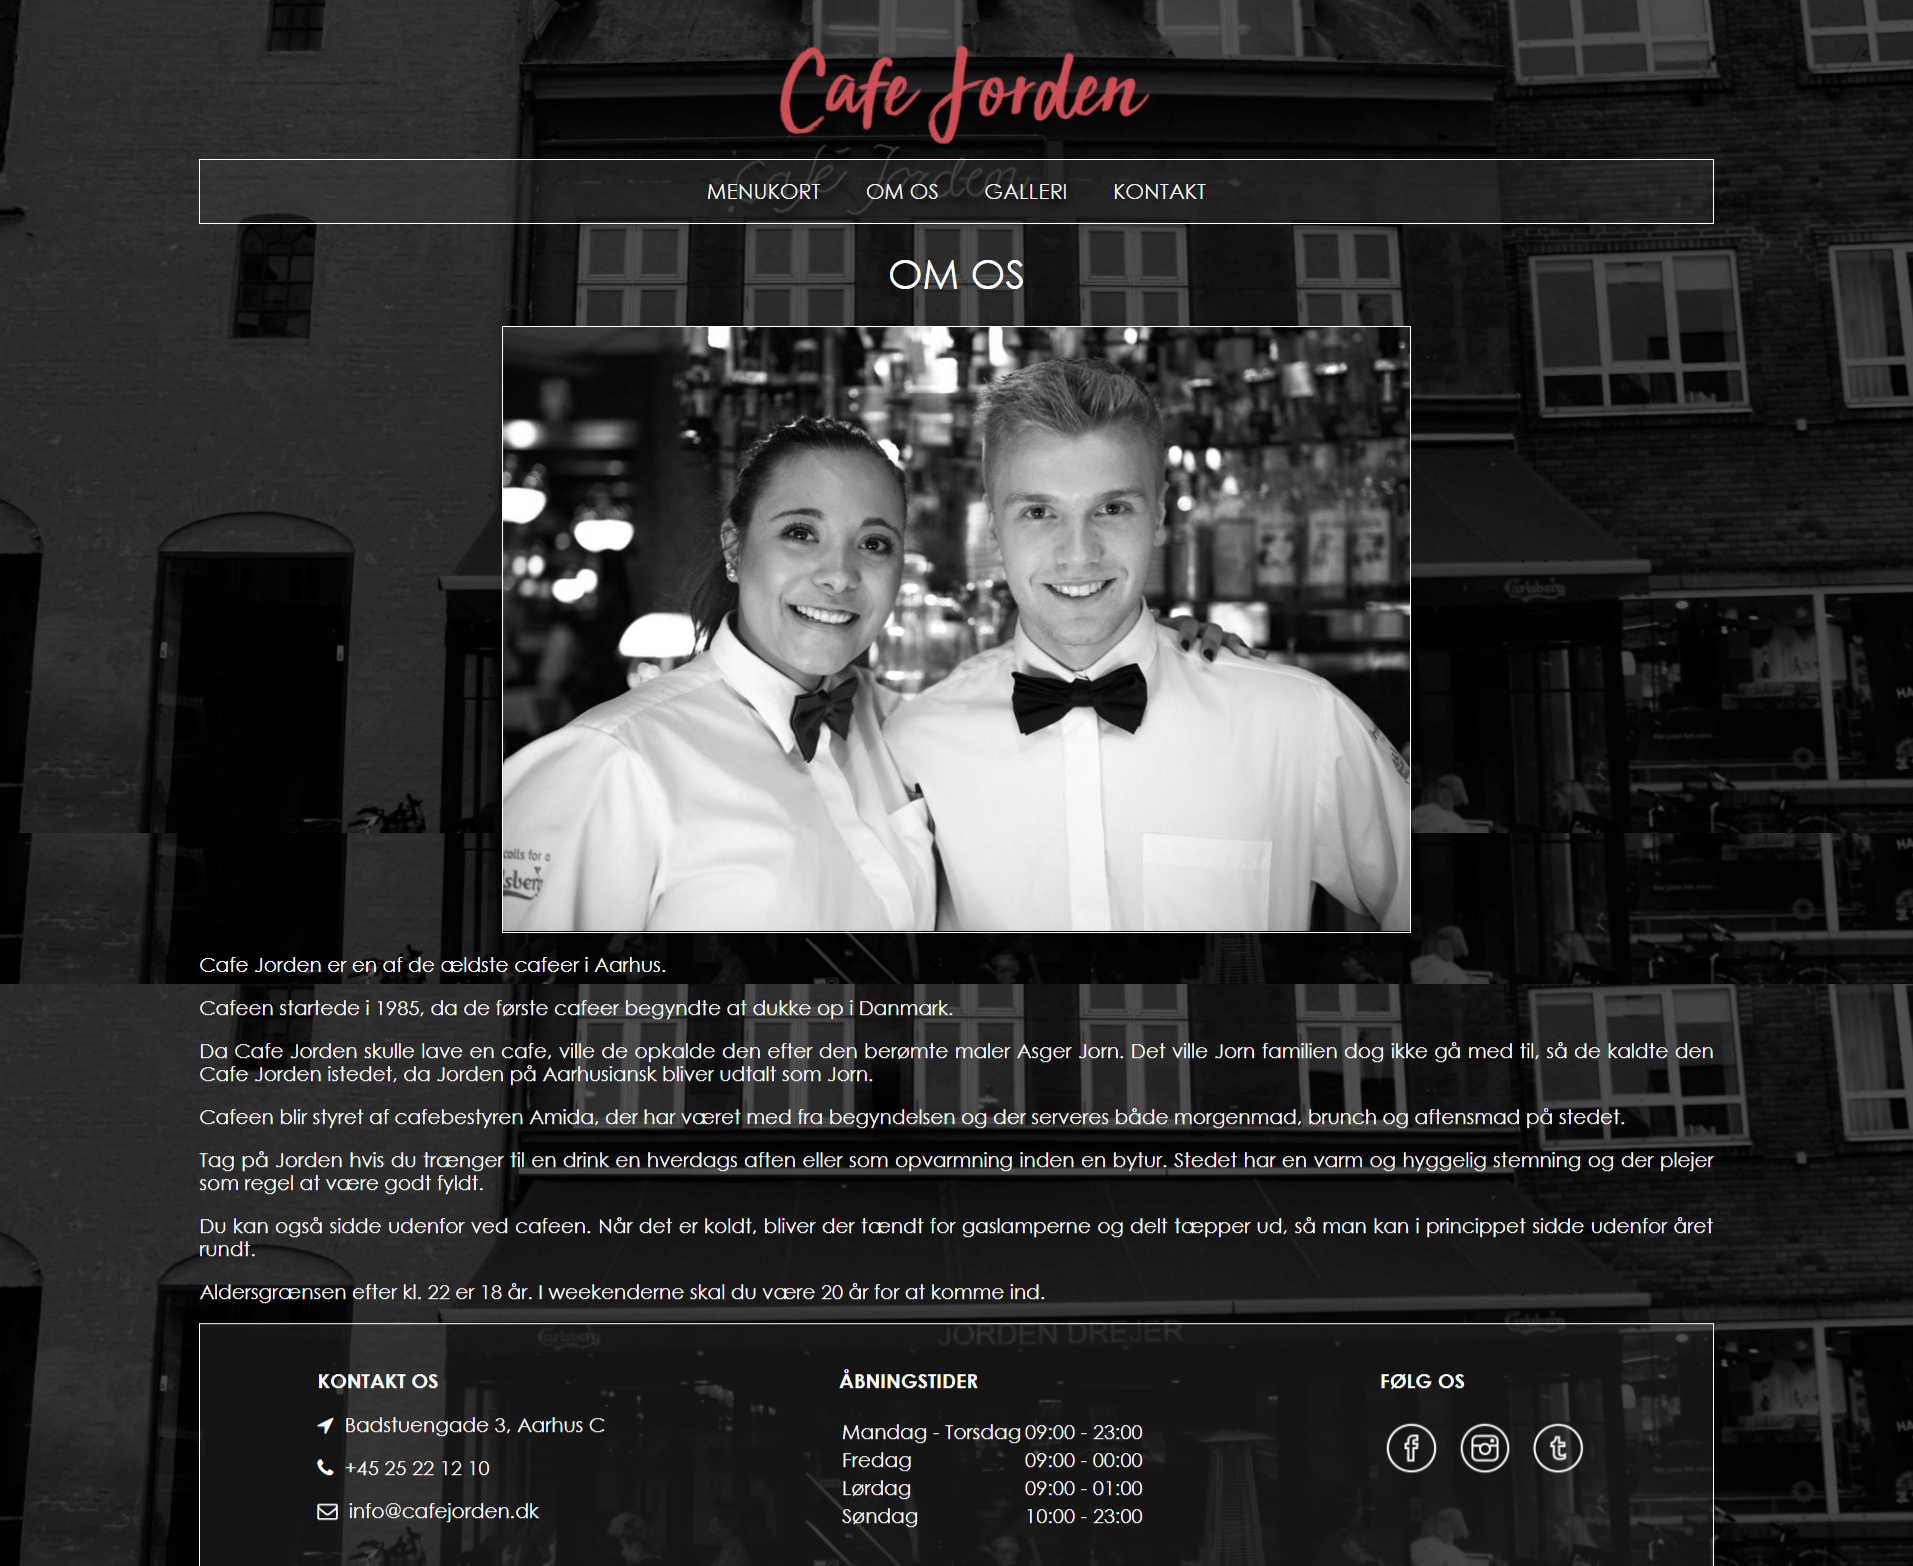 Cafe Jorden
Café Jorden
MENUKORT OM OS GALLERI KONTAKT
OM OS
Carlsberg
colls for a
Cafe Jorden er en af de ældste cafeer i Aarhus.
Cafeen startede i 1985, da de første cafeer begyndte at dukke op i Danmark.
Da Cafe Jorden skulle lave en cafe, ville de opkalde den efter den berømte maler Asger Jorn. Det ville Jorn familien dog ikke gå med til, så de kaldte den
Cafe Jorden istedet, da Jorden på Aarhusiansk bliver udtalt som Jorn.
Cafeen blir styret af cafebestyren Amida, der har været med fra begyndelsen og der serveres både morgenmad, brunch og aftensmad på stedet.
Tag på Jorden hvis du trænger til en drink en hverdags aften eller som opvarmning inden en bytur. Stedet har en varm og hyggelig stemning og der plejer
som regel at være godt fyldt.
Du kan også sidde udenfor ved cafeen. Når det er koldt, bliver der tændt for gaslamperne og delt tæpper ud, så man kan i princippet sidde udenfor året
rundt.
Aldersgrænsen efter kl. 22 er 18 år. I weekenderne skal du være 20 år for at komme ind.
Carlsberg JORDEN DREJER Carlsberg
KONTAKT OS
Badstuengade 3, Aarhus C
+45 25 22 12 10
info@cafejorden.dk
ÅBNINGSTIDER
Mandag - Torsdag 09:00 - 23:00
Fredag 09:00 - 00:00
Lørdag 09:00 - 01:00
Søndag 10:00 - 23:00
FØLG OS